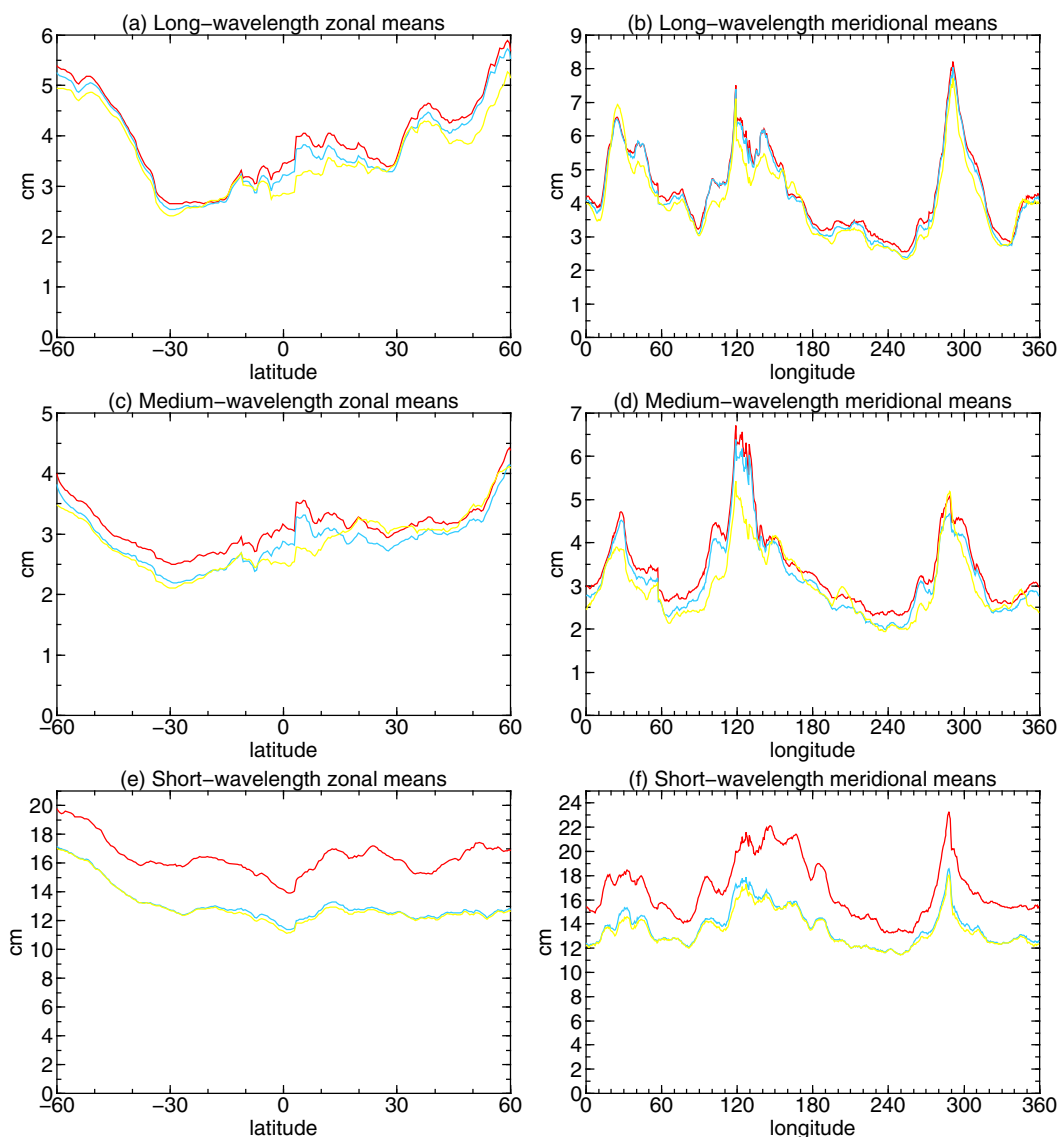 (a) Long−wavelength zonal means
6
5
4
3
2
1
0
cm
−60 −30 0 30 60
latitude
(b) Long−wavelength meridional means
9
8
7
6
5
4
3
2
1
0
cm
0 60 120 180 240 300 360
longitude
(c) Medium−wavelength zonal means
5
4
3
2
1
0
cm
−60 −30 0 30 60
latitude
(d) Medium−wavelength meridional means
7
6
5
4
3
2
1
0
cm
0 60 120 180 240 300 360
longitude
(e) Short−wavelength zonal means
20
18
16
14
12
10
8
6
4
2
0
cm
−60 −30 0 30 60
latitude
(f) Short−wavelength meridional means
24
22
20
18
16
14
12
10
8
6
4
2
0
cm
0 60 120 180 240 300 360
longitude